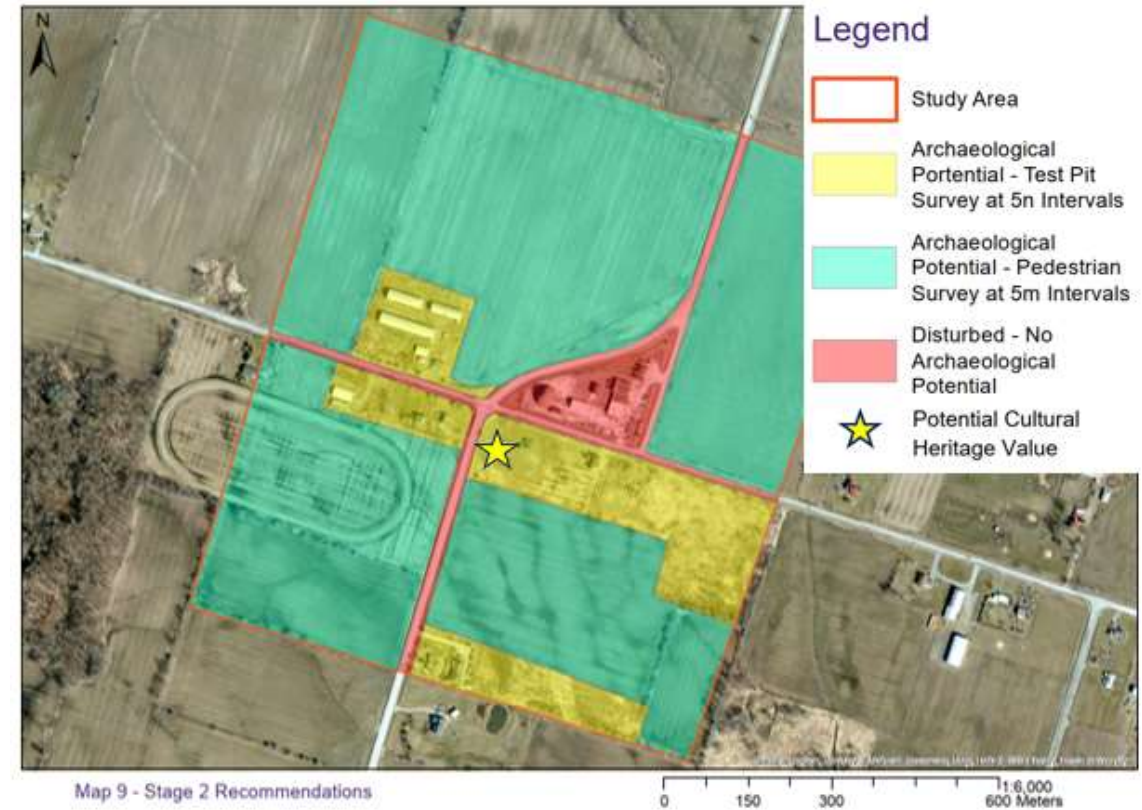 N
Legend
Study Area
Archaeological
Portential - Test Pit
Survey at 5n Intervals
Archaeological
Potential - Pedestrian
Survey at 5m Intervals
Disturbed - No
Archaeological
Potential
Potential Cultural
Heritage Value
Map 9 - Stage 2 Recommendations
1:6,000
0 150 300 600 Meters